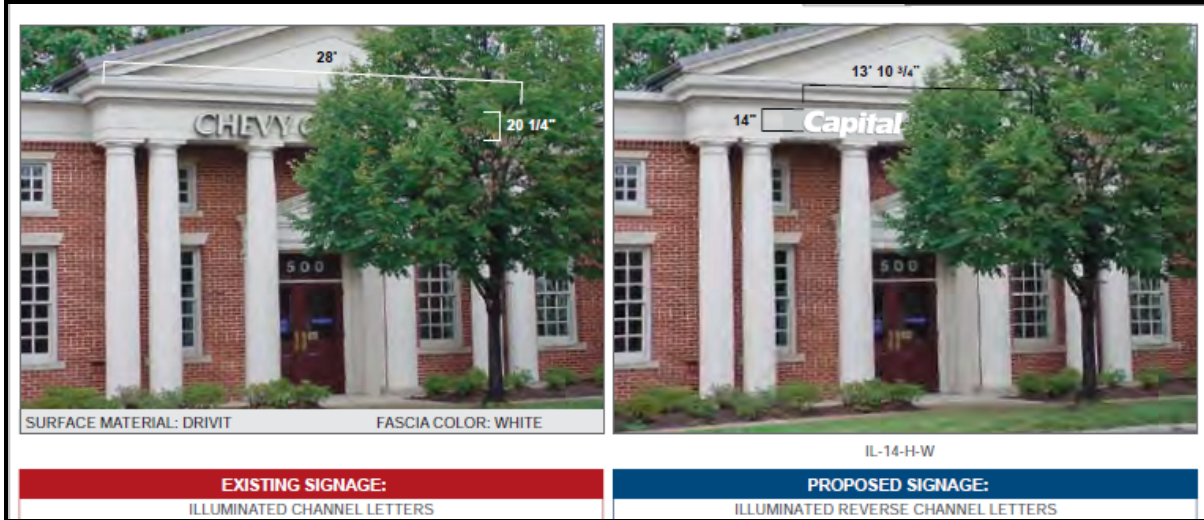 28'
20 1/4"
CHEVY C
500
SURFACE MATERIAL: DRIVIT
FASCIA COLOR: WHITE
13' 10 3/4"
14"
Capital
500
IL-14-H-W
EXISTING SIGNAGE:
ILLUMINATED CHANNEL LETTERS
PROPOSED SIGNAGE:
ILLUMINATED REVERSE CHANNEL LETTERS